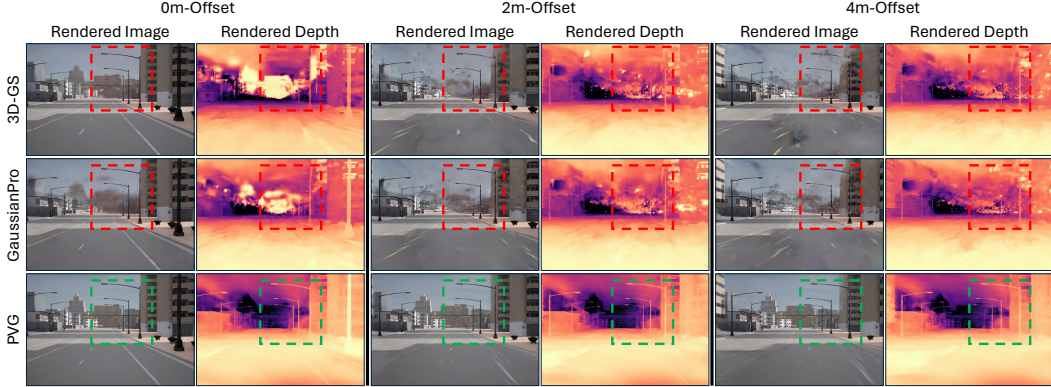 0m-Offset 2m-Offset 4m-Offset
Rendered Image Rendered Depth Rendered Image Rendered Depth Rendered Image Rendered Depth
3D-GS
GaussianPro
PVG